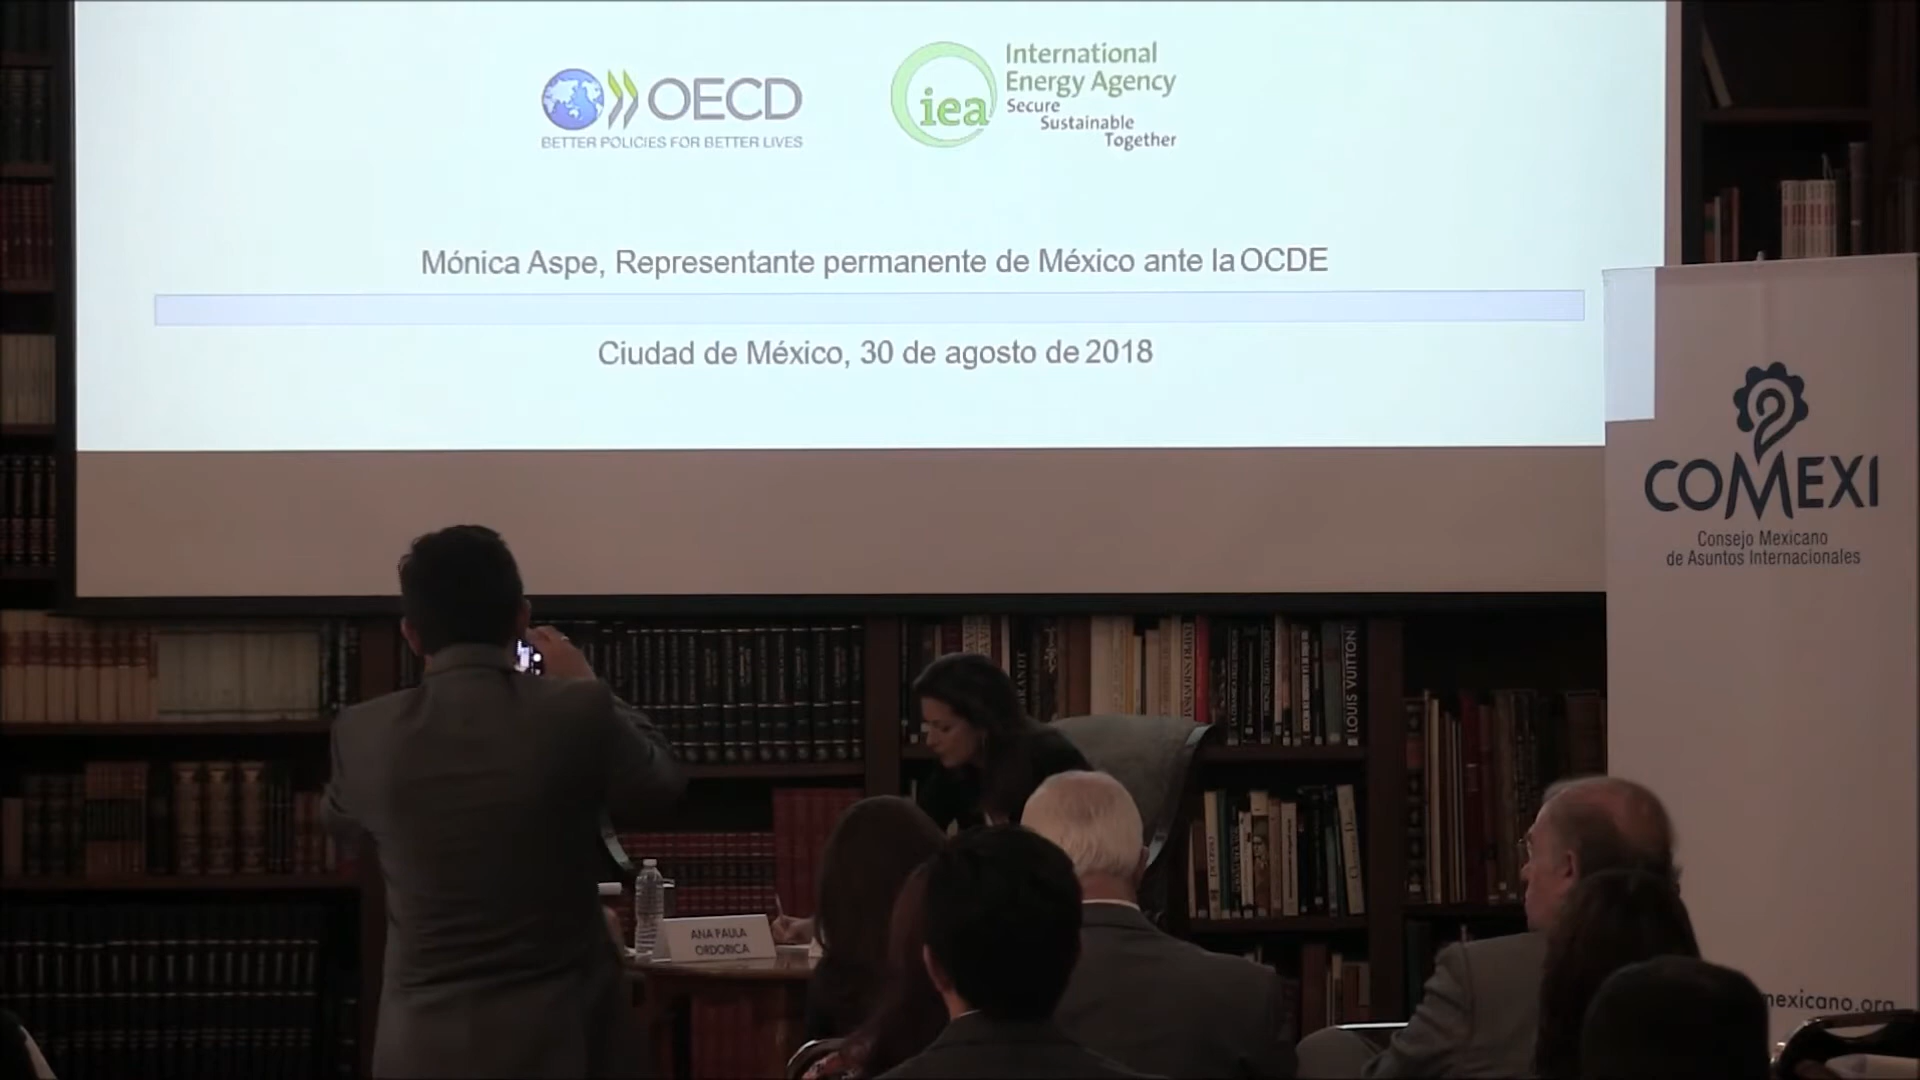 OECD
BETTER POLICIES FOR BETTER LIVES
iea
International
Energy Agency
Secure
Sustainable
Together
Mónica Aspe, Representante permanente de México ante la OCDE
Ciudad de México, 30 de agosto de 2018
COMEXI
Consejo Mexicano
de Asuntos Internacionales
mexicano.org
LOUIS VUITTON
ANA PAULA
ORDORICA